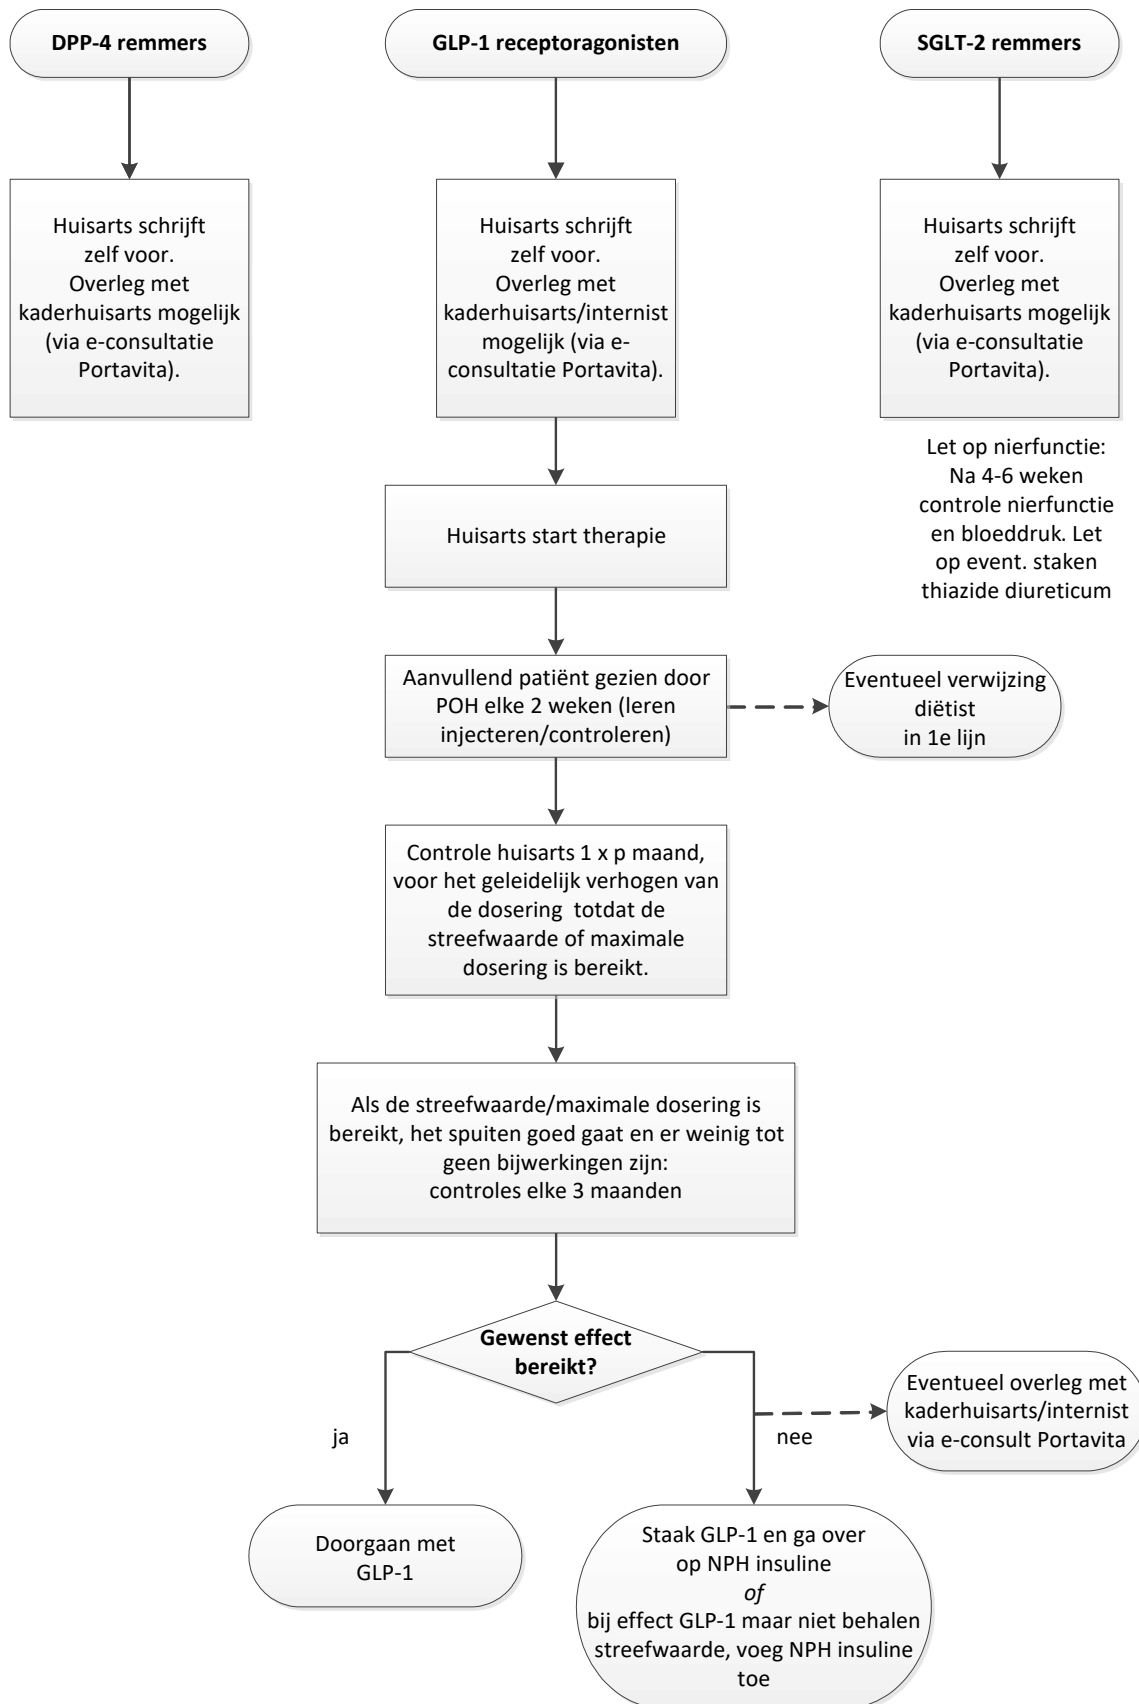 DPP-4 remmers
GLP-1 receptoragonisten
SGLT-2 remmers
Huisarts schrijft
zelf voor.
Overleg met
kaderhuisarts mogelijk
(via e-consultatie
Portavita).
Huisarts schrijft
zelf voor.
Overleg met
kaderhuisarts/internist
mogelijk (via e-
consultatie Portavita).
Huisarts schrijft
zelf voor.
Overleg met
kaderhuisarts mogelijk
(via e-consultatie
Portavita).
Let op nierfunctie:
Na 4-6 weken
controle nierfunctie
en bloeddruk. Let
op event. staken
thiazide diureticum
Huisarts start therapie
Aanvullend patiënt gezien door
POH elke 2 weken (leren
injecteren/controleren)
Eventueel verwijzing
diëtist
in 1e lijn
Controle huisarts 1 x p maand,
voor het geleidelijk verhogen van
de dosering  totdat de
streefwaarde of maximale
dosering is bereikt.
Als de streefwaarde/maximale dosering is
bereikt, het spuiten goed gaat en er weinig tot
geen bijwerkingen zijn:
controles elke 3 maanden
Gewenst effect
bereikt?
ja
nee
Eventueel overleg met
kaderhuisarts/internist
via e-consult Portavita
Doorgaan met
GLP-1
Staak GLP-1 en ga over
op NPH insuline
of
bij effect GLP-1 maar niet behalen
streefwaarde, voeg NPH insuline
toe